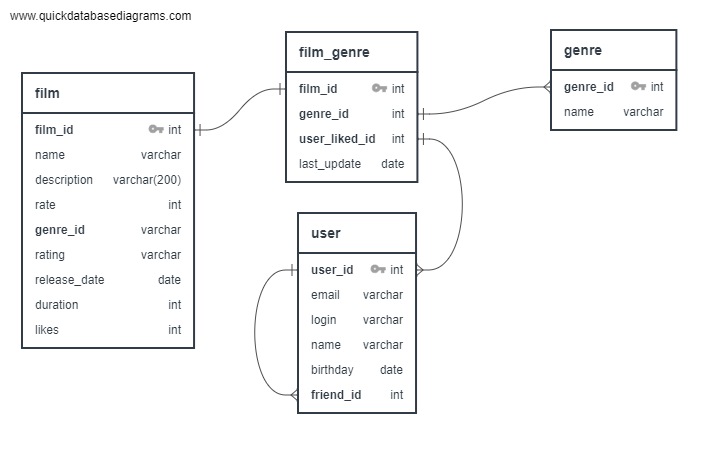 www.quickdatabasediagrams.com
film
film_id int
name varchar
description varchar(200)
rate int
genre_id varchar
rating varchar
release_date date
duration int
likes int
film_genre
film_id int
genre_id int
user_liked_id int
last_update date
genre
genre_id int
name varchar
user
user_id int
email varchar
login varchar
name varchar
birthday date
friend_id int